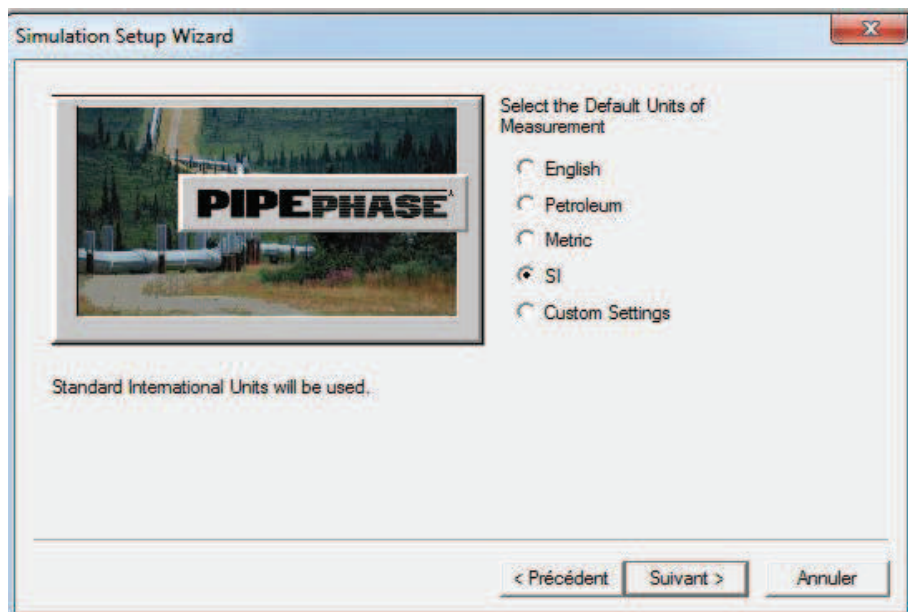 Simulation Setup Wizard
PIPEPHASE
Select the Default Units of
Measurement
English
Petroleum
Metric
SI
Custom Settings
Standard International Units will be used.
< Précédent
Suivant >
Annuler